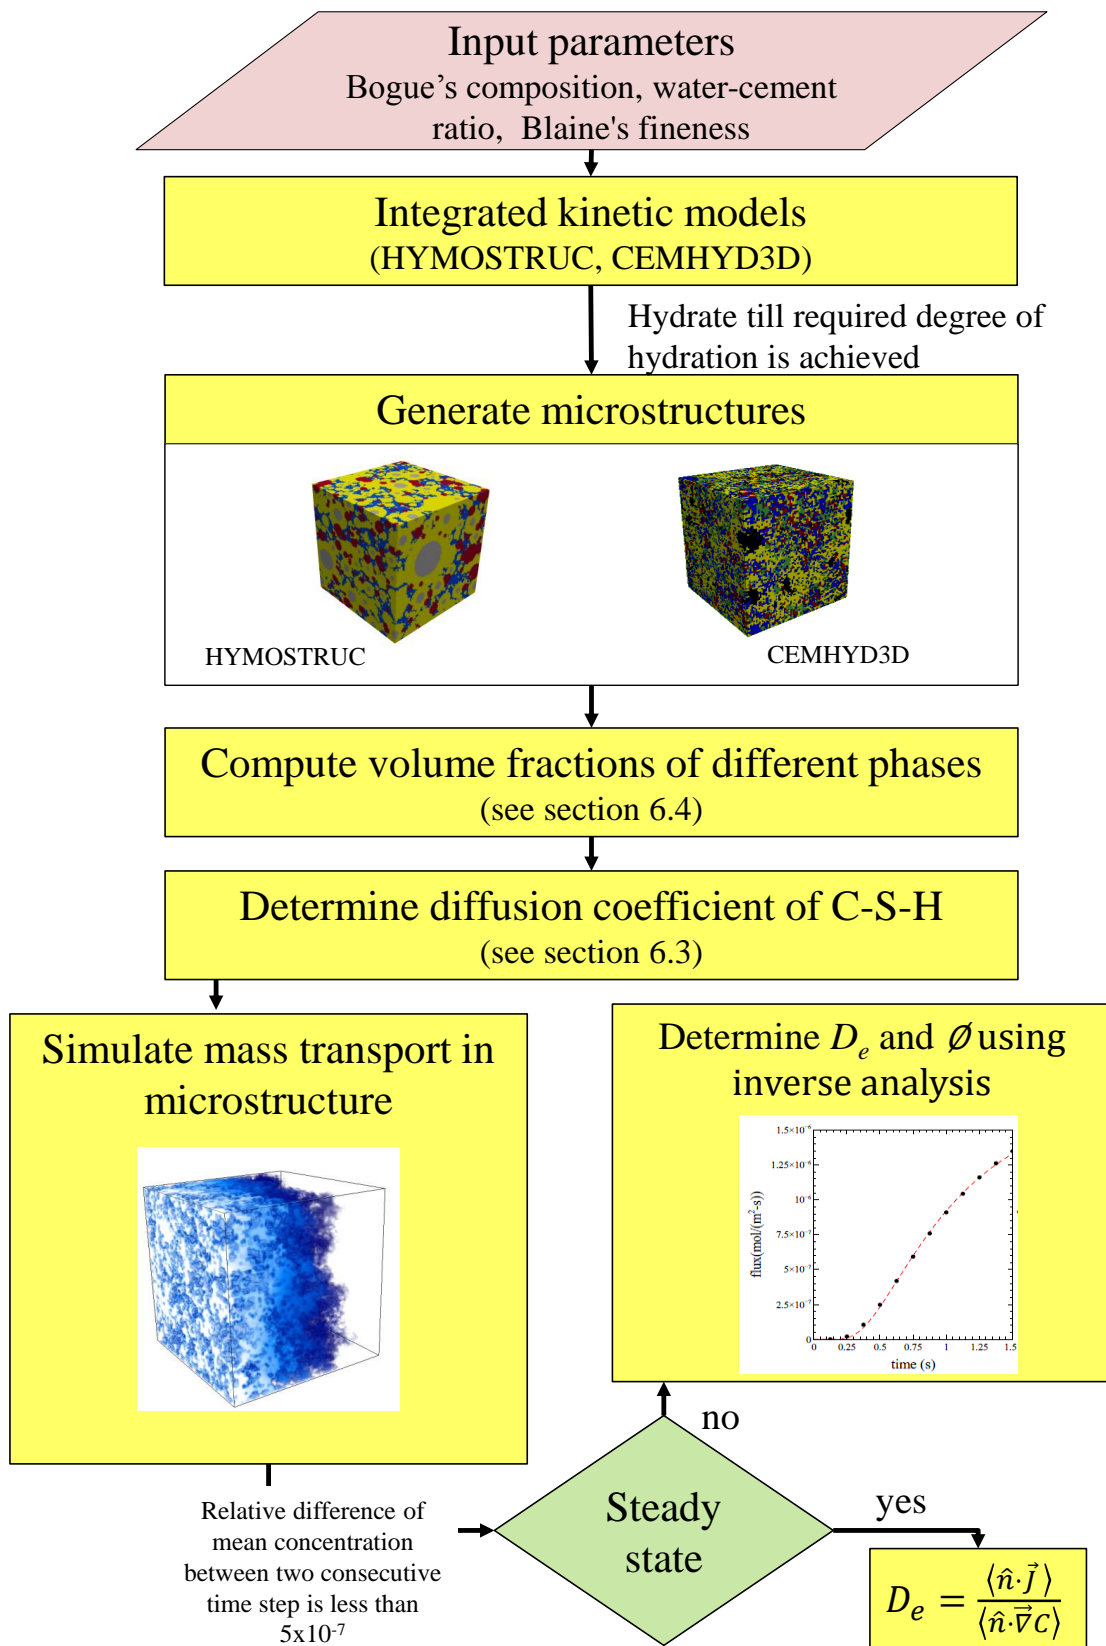 Input parameters
Bogue’s composition, water-cement
ratio,  Blaine's fineness
Integrated kinetic models
(HYMOSTRUC, CEMHYD3D)
Hydrate till required degree of
hydration is achieved
Generate microstructures
HYMOSTRUC
CEMHYD3D
Compute volume fractions of different phases
(see section 6.4)
Determine diffusion coefficient of C-S-H
(see section 6.3)
Simulate mass transport in
microstructure
Determine Dₑ and ∅ using
inverse analysis
1.5×10⁻⁶
1.25×10⁻⁶
10⁻⁶
7.5×10⁻⁷
5×10⁻⁷
2.5×10⁻⁷
0
flux(mol/(m²-s))
0 0.25 0.5 0.75 1 1.25 1.5
time (s)
no
Steady
state
yes
Relative difference of
mean concentration
between two consecutive
time step is less than
5x10⁻⁷
Dₑ = ⟨n̂·J⃗ ⟩ / ⟨n̂·∇⃗C⟩